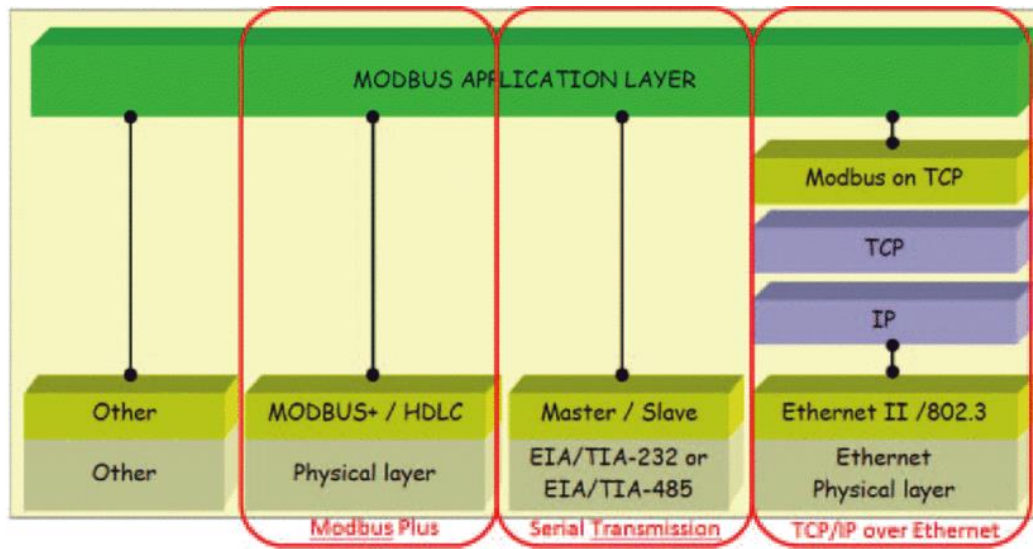 MODBUS APPLICATION LAYER
Modbus on TCP
TCP
IP
Other
MODBUS+ / HDLC
Master / Slave
Ethernet II /802.3
Other
Physical layer
EIA/TIA-232 or
EIA/TIA-485
Ethernet
Physical layer
Modbus Plus
Serial Transmission
TCP/IP over Ethernet